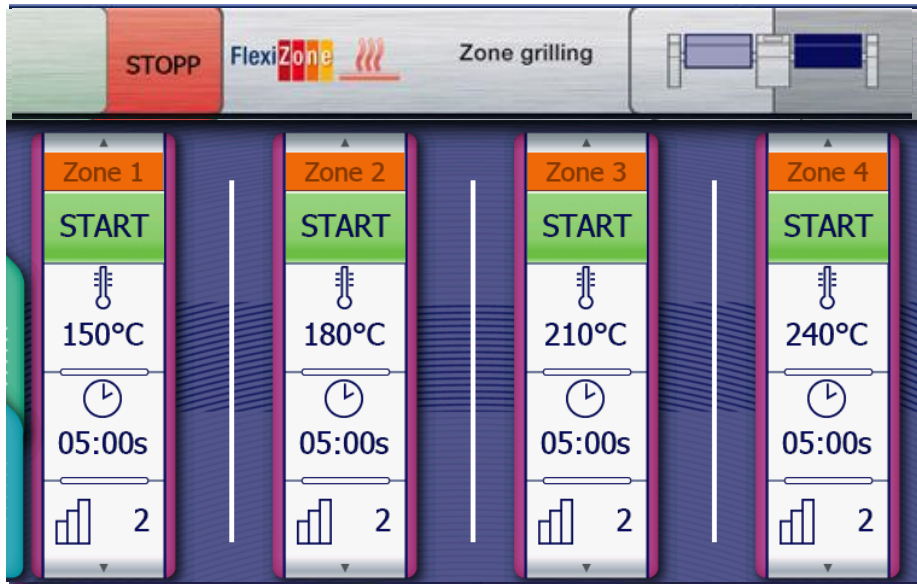 STOPP
FlexiZone
Zone grilling
Zone 1
START
150°C
05:00s
2
Zone 2
START
180°C
05:00s
2
Zone 3
START
210°C
05:00s
2
Zone 4
START
240°C
05:00s
2